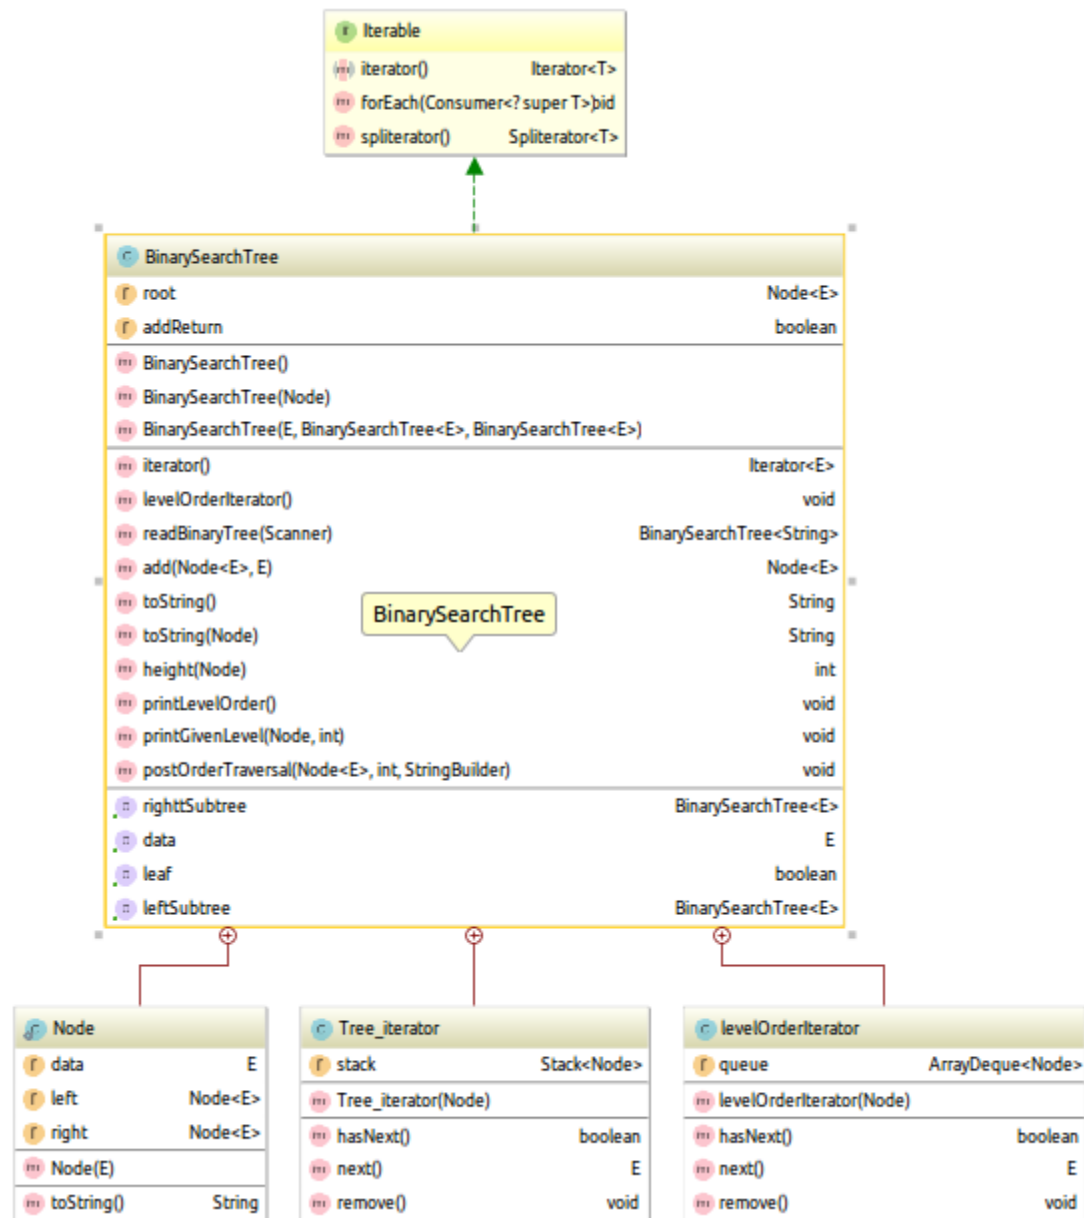 Iterable
iterator() Iterator<T>
forEach(Consumer<? super T>)oid
spliterator() Spliterator<T>
BinarySearchTree
root Node<E>
addReturn boolean
BinarySearchTree()
BinarySearchTree(Node)
BinarySearchTree(E, BinarySearchTree<E>, BinarySearchTree<E>)
iterator() Iterator<E>
levelOrderIterator() void
readBinaryTree(Scanner) BinarySearchTree<String>
add(Node<E>, E) Node<E>
toString() String
BinarySearchTree
toString(Node) String
height(Node) int
printLevelOrder() void
printGivenLevel(Node, int) void
postOrderTraversal(Node<E>, int, StringBuilder) void
righttSubtree BinarySearchTree<E>
data E
leaf boolean
leftSubtree BinarySearchTree<E>
Node
data E
left Node<E>
right Node<E>
Node(E)
toString() String
Tree_iterator
stack Stack<Node>
Tree_iterator(Node)
hasNext() boolean
next() E
remove() void
levelOrderIterator
queue ArrayDeque<Node>
levelOrderIterator(Node)
hasNext() boolean
next() E
remove() void